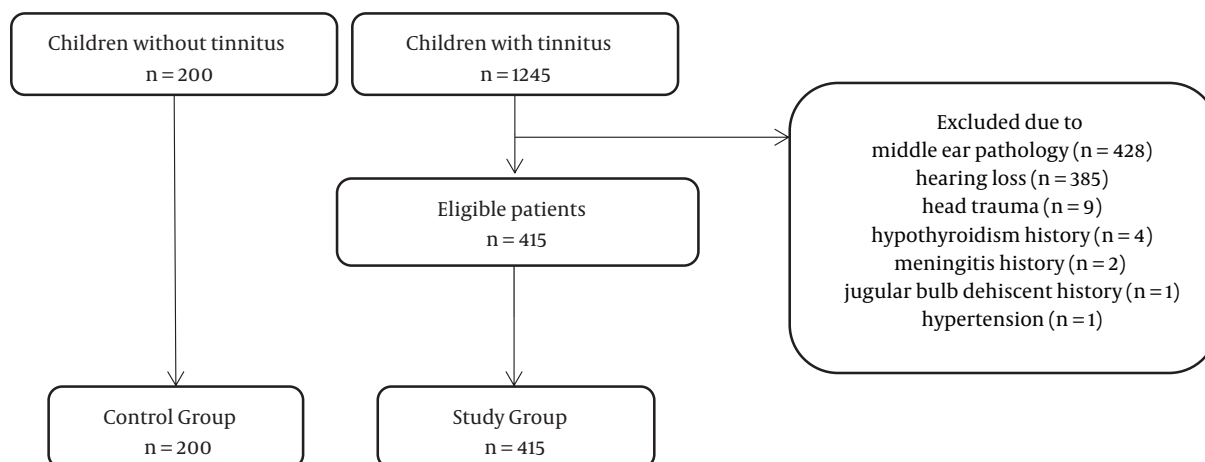 Children without tinnitus
n = 200
Children with tinnitus
n = 1245
Excluded due to
middle ear pathology (n = 428)
hearing loss (n = 385)
head trauma (n = 9)
hypothyroidism history (n = 4)
meningitis history (n = 2)
jugular bulb dehiscent history (n = 1)
hypertension (n = 1)
Eligible patients
n = 415
Control Group
n = 200
Study Group
n = 415